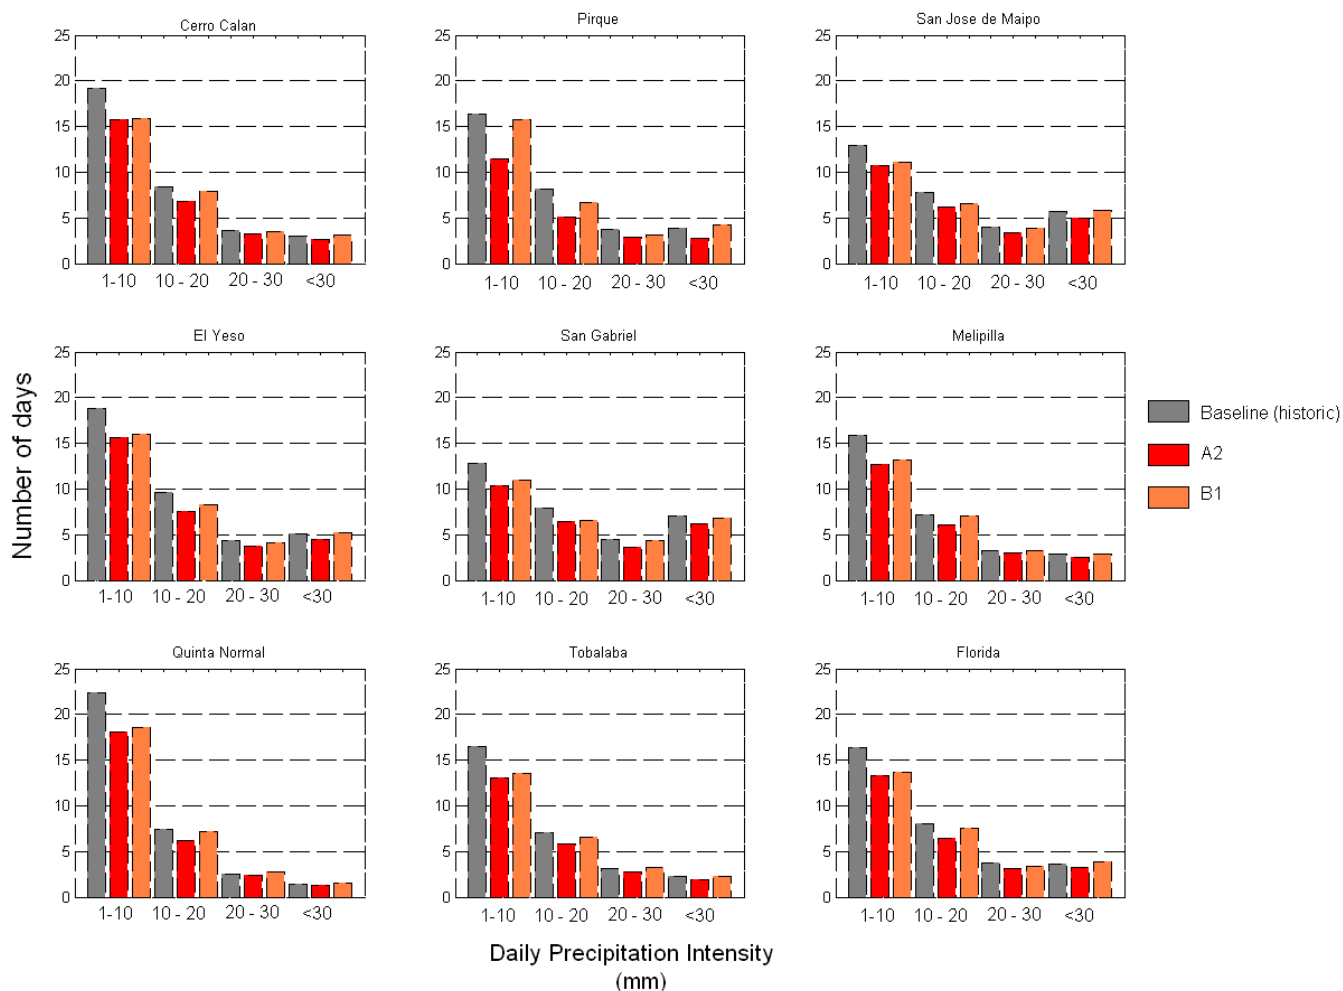 Cerro Calan
Pirque
San Jose de Maipo
25
20
15
10
5
0
1-10 10 - 20 20 - 30 <30
25
20
15
10
5
0
1-10 10 - 20 20 - 30 <30
25
20
15
10
5
0
1-10 10 - 20 20 - 30 <30
Number of days
El Yeso
San Gabriel
Melipilla
25
20
15
10
5
0
1-10 10 - 20 20 - 30 <30
25
20
15
10
5
0
1-10 10 - 20 20 - 30 <30
25
20
15
10
5
0
1-10 10 - 20 20 - 30 <30
Baseline (historic)
A2
B1
Quinta Normal
Tobalaba
Florida
25
20
15
10
5
0
1-10 10 - 20 20 - 30 <30
25
20
15
10
5
0
1-10 10 - 20 20 - 30 <30
25
20
15
10
5
0
1-10 10 - 20 20 - 30 <30
Daily Precipitation Intensity
(mm)